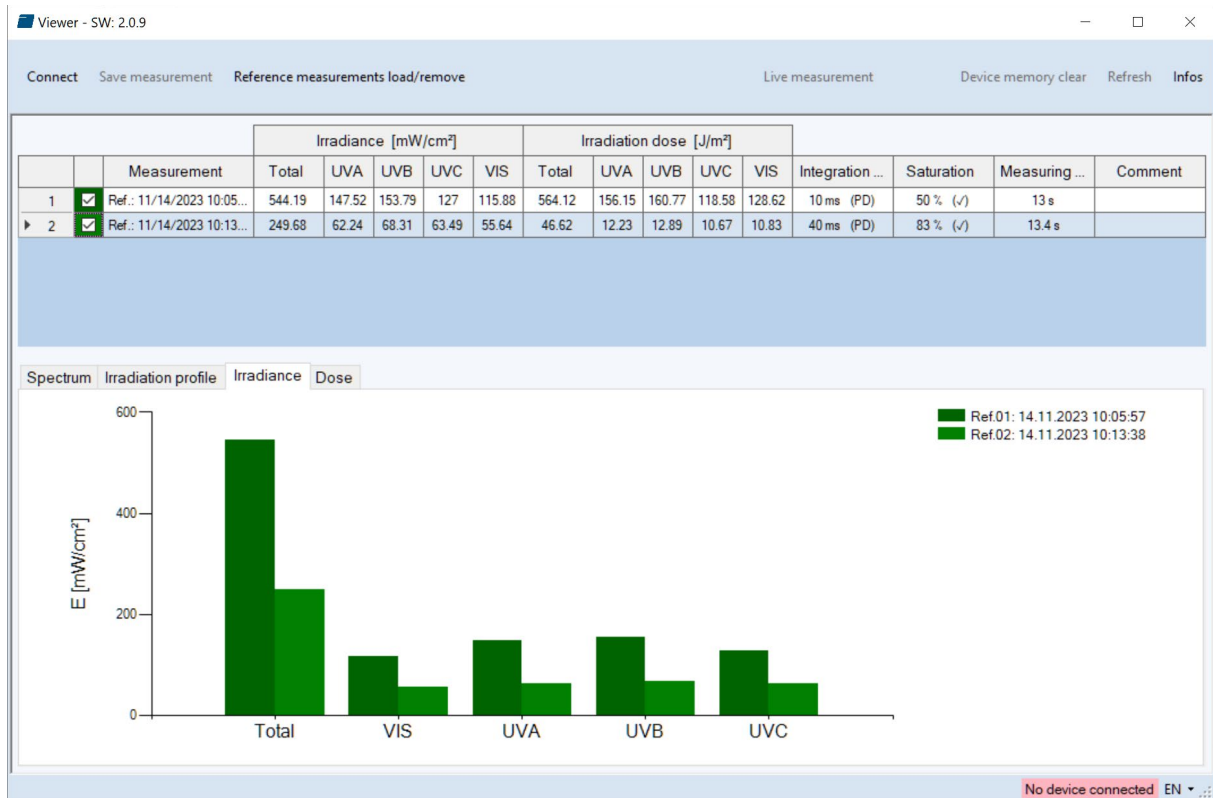 Viewer - SW: 2.0.9
Connect Save measurement Reference measurements load/remove Live measurement Device memory clear Refresh Infos
Irradiance [mW/cm²] Irradiation dose [J/m²]
Measurement Total UVA UVB UVC VIS Total UVA UVB UVC VIS Integration ... Saturation Measuring ... Comment
1 Ref.: 11/14/2023 10:05... 544.19 147.52 153.79 127 115.88 564.12 156.15 160.77 118.58 128.62 10 ms (PD) 50 % (✓) 13 s
2 Ref.: 11/14/2023 10:13... 249.68 62.24 68.31 63.49 55.64 46.62 12.23 12.89 10.67 10.83 40 ms (PD) 83 % (✓) 13.4 s
Spectrum Irradiation profile Irradiance Dose
E [mW/cm²]
600
400
200
0
Total VIS UVA UVB UVC
Ref.01: 14.11.2023 10:05:57
Ref.02: 14.11.2023 10:13:38
No device connected EN